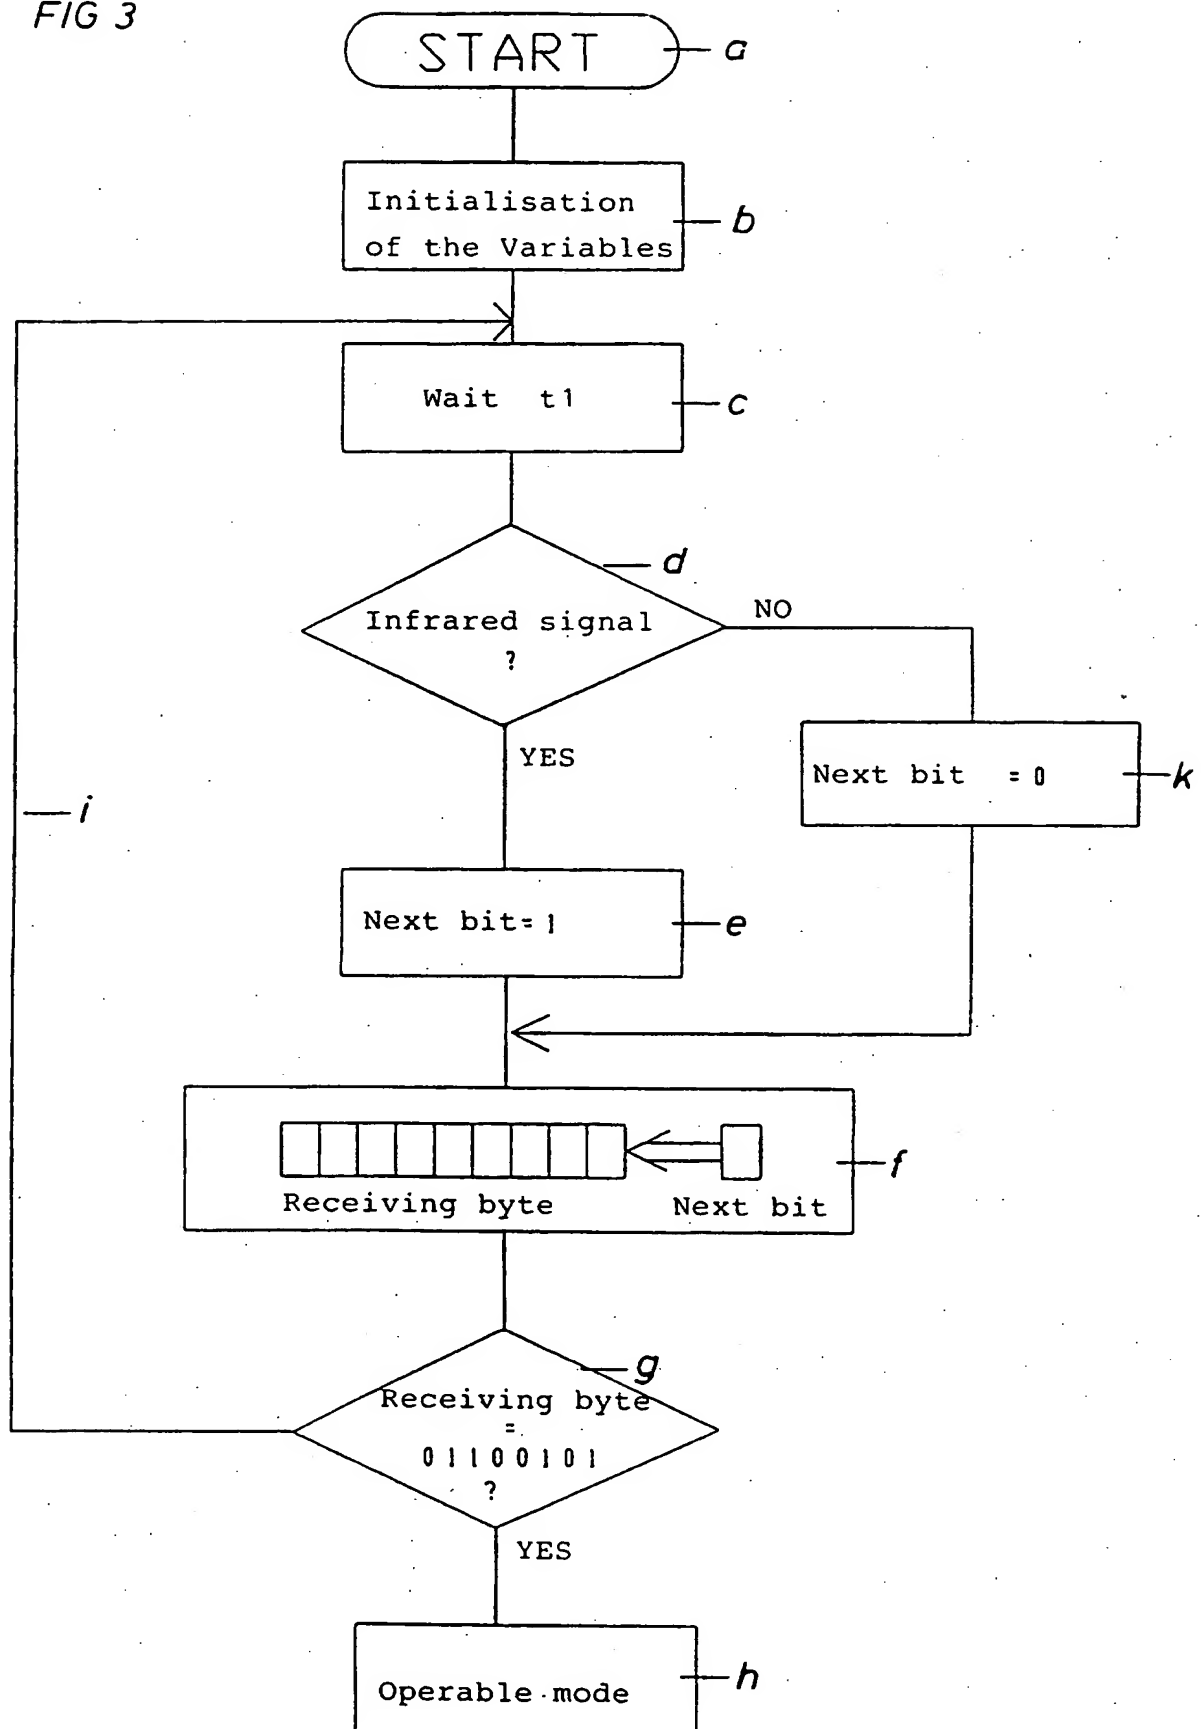 FIG 3
START
a
Initialisation
of the Variables
b
Wait t1
c
d
Infrared signal
?
NO
YES
Next bit = 0
k
i
Next bit = 1
e
Receiving byte
Next bit
f
g
Receiving byte
=
01100101
?
YES
Operable mode
h